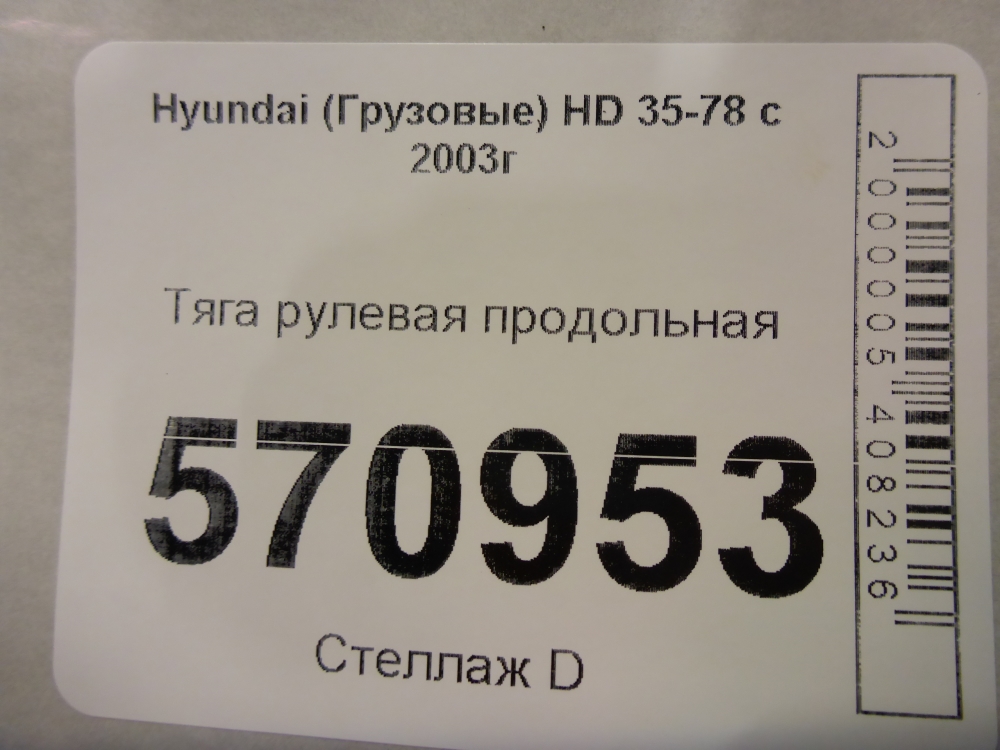 Hyundai (Грузовые) HD 35-78 с
2003г
Тяга рулевая продольная
570953
Стеллаж D
2000005408236